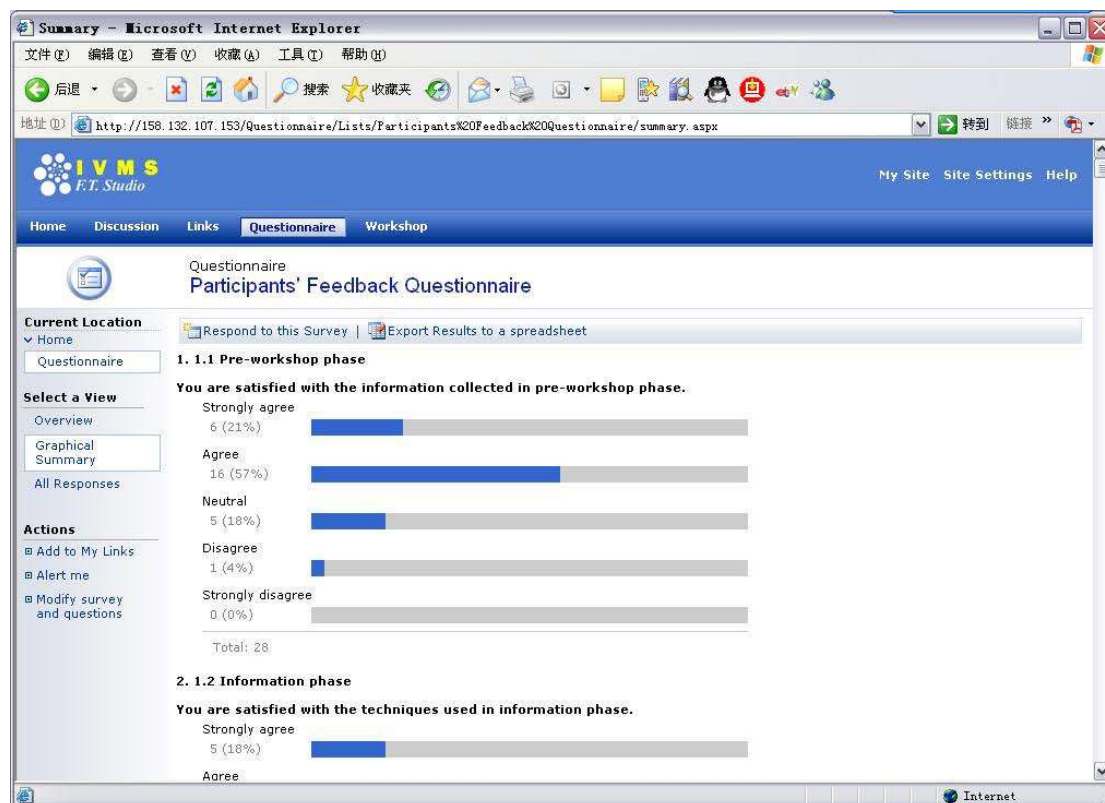 Summary - Microsoft Internet Explorer
文件(F) 编辑(E) 查看(V) 收藏(A) 工具(T) 帮助(H)
后退 搜索 收藏夹
地址(D) http://158.132.107.153/Questionnaire/Lists/Participants%20Feedback%20Questionnaire/summary.aspx 转到 链接 »
IVMS
F.T. Studio
My Site Site Settings Help
Home Discussion Links Questionnaire Workshop
Questionnaire
Participants' Feedback Questionnaire
Current Location
Home
Questionnaire
Select a View
Overview
Graphical
Summary
All Responses
Actions
Add to My Links
Alert me
Modify survey
and questions
Respond to this Survey | Export Results to a spreadsheet
1. 1.1 Pre-workshop phase
You are satisfied with the information collected in pre-workshop phase.
Strongly agree
6 (21%)
Agree
16 (57%)
Neutral
5 (18%)
Disagree
1 (4%)
Strongly disagree
0 (0%)
Total: 28
2. 1.2 Information phase
You are satisfied with the techniques used in information phase.
Strongly agree
5 (18%)
Agree
Internet